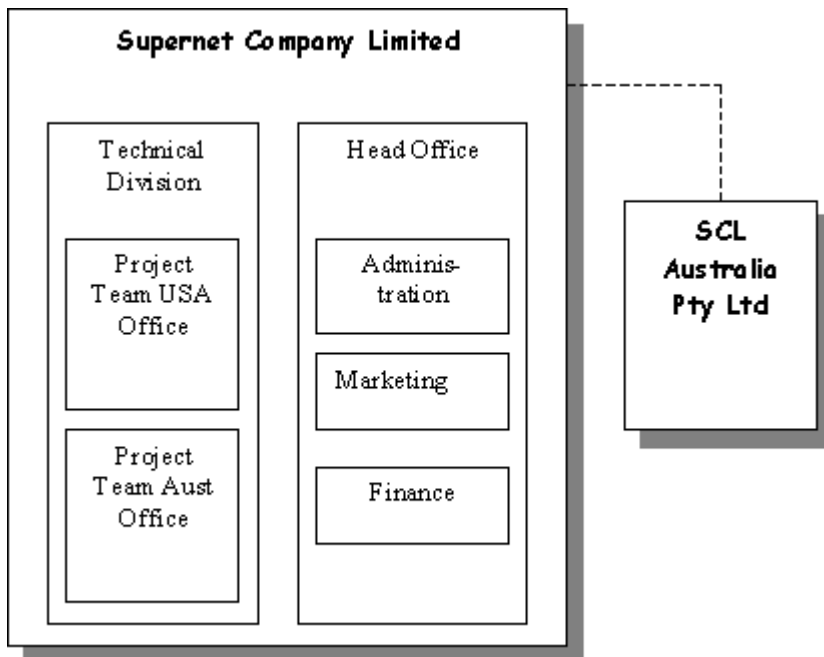 Supernet Company Limited
Technical
Division
Project
Team USA
Office
Project
Team Aust
Office
Head Office
Adminis-
tration
Marketing
Finance
SCL
Australia
Pty Ltd